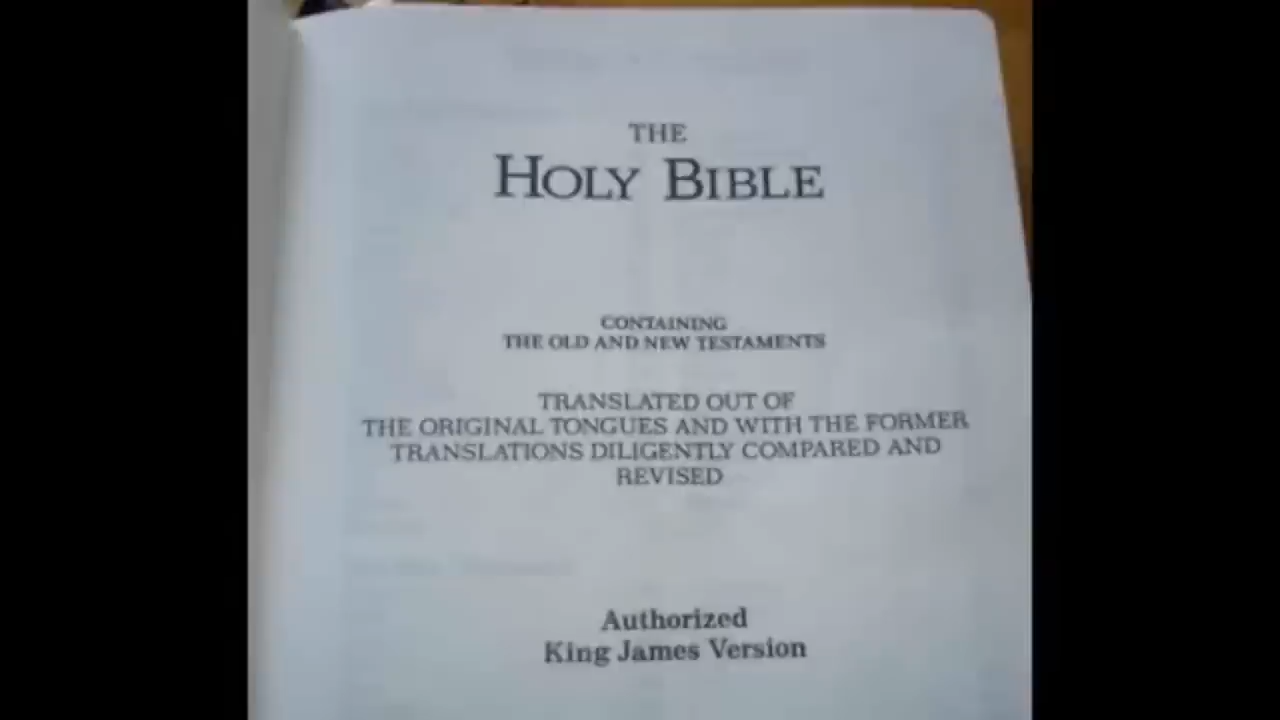 THE
HOLY BIBLE
CONTAINING
THE OLD AND NEW TESTAMENTS
TRANSLATED OUT OF
THE ORIGINAL TONGUES AND WITH THE FORMER
TRANSLATIONS DILIGENTLY COMPARED AND
REVISED
Authorized
King James Version